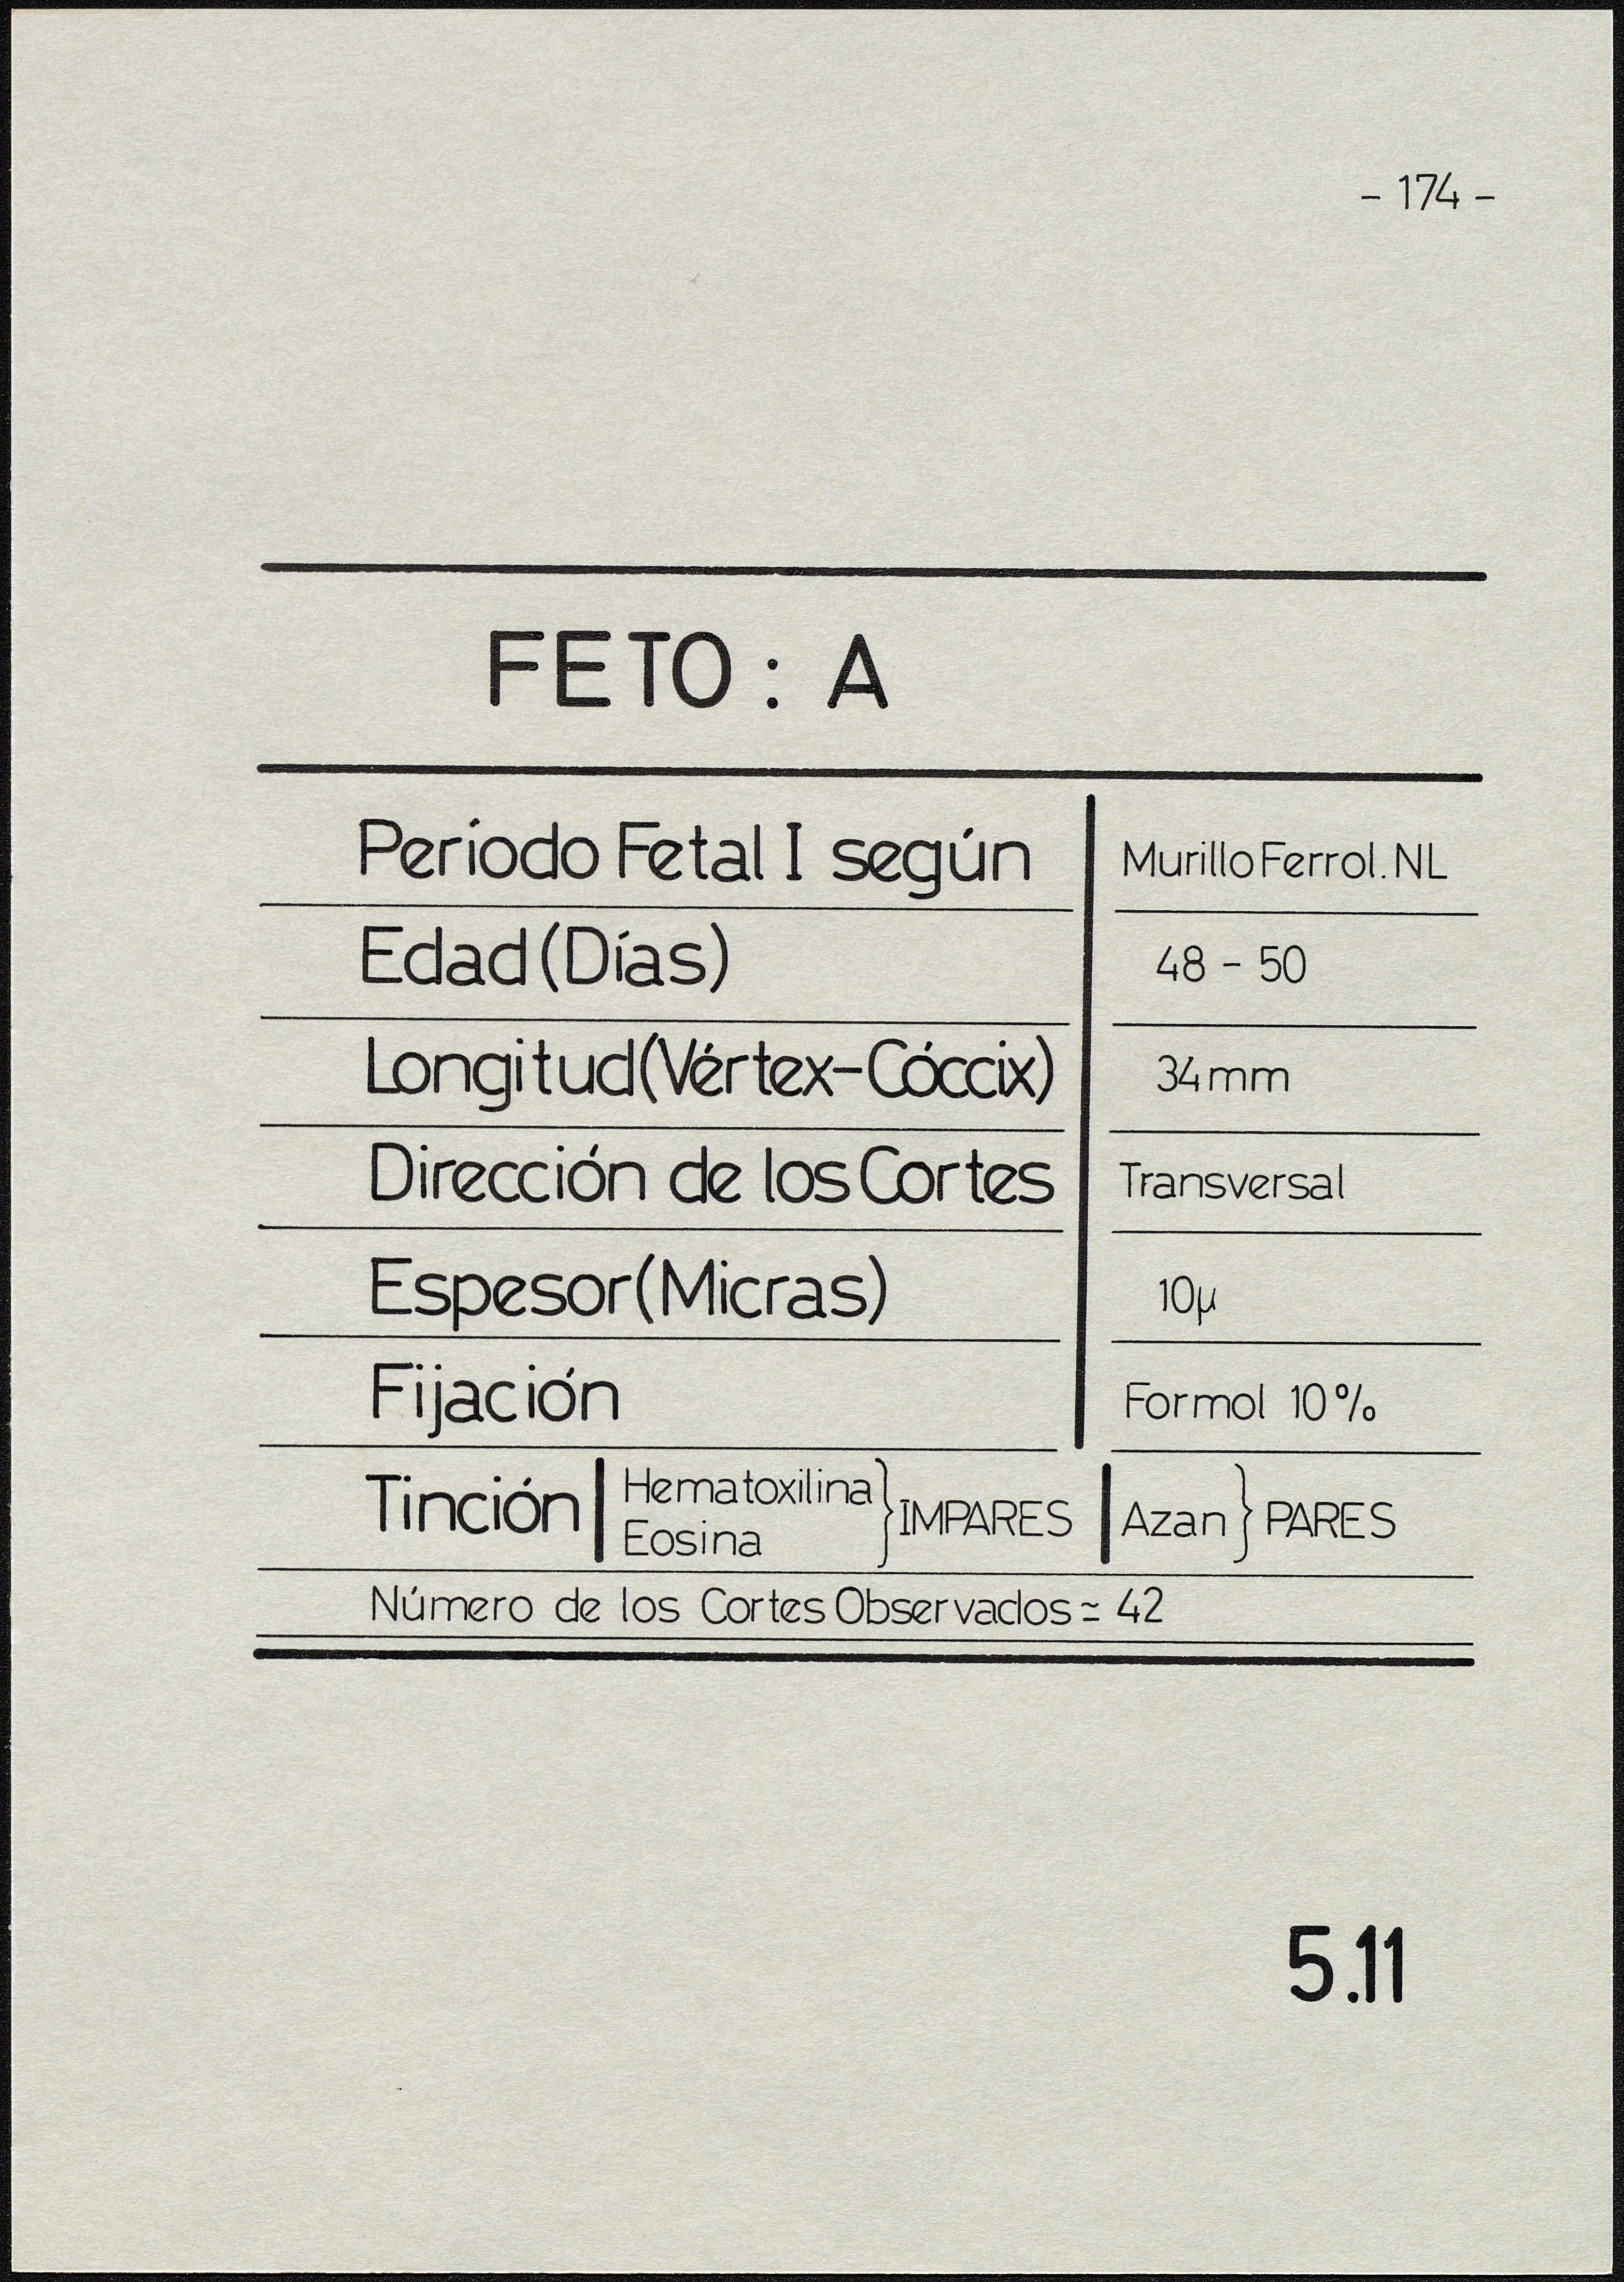 - 174 -
FETO : A
Período Fetal I según Murillo Ferrol. NL
Edad (Días) 48 - 50
Longitud (Vértex-Cóccix) 34 mm
Dirección de los Cortes Transversal
Espesor (Micras) 10µ
Fijación Formol 10%
Tinción | Hematoxilina Eosina } IMPARES | Azan } PARES
Número de los Cortes Observados ≃ 42
5.11